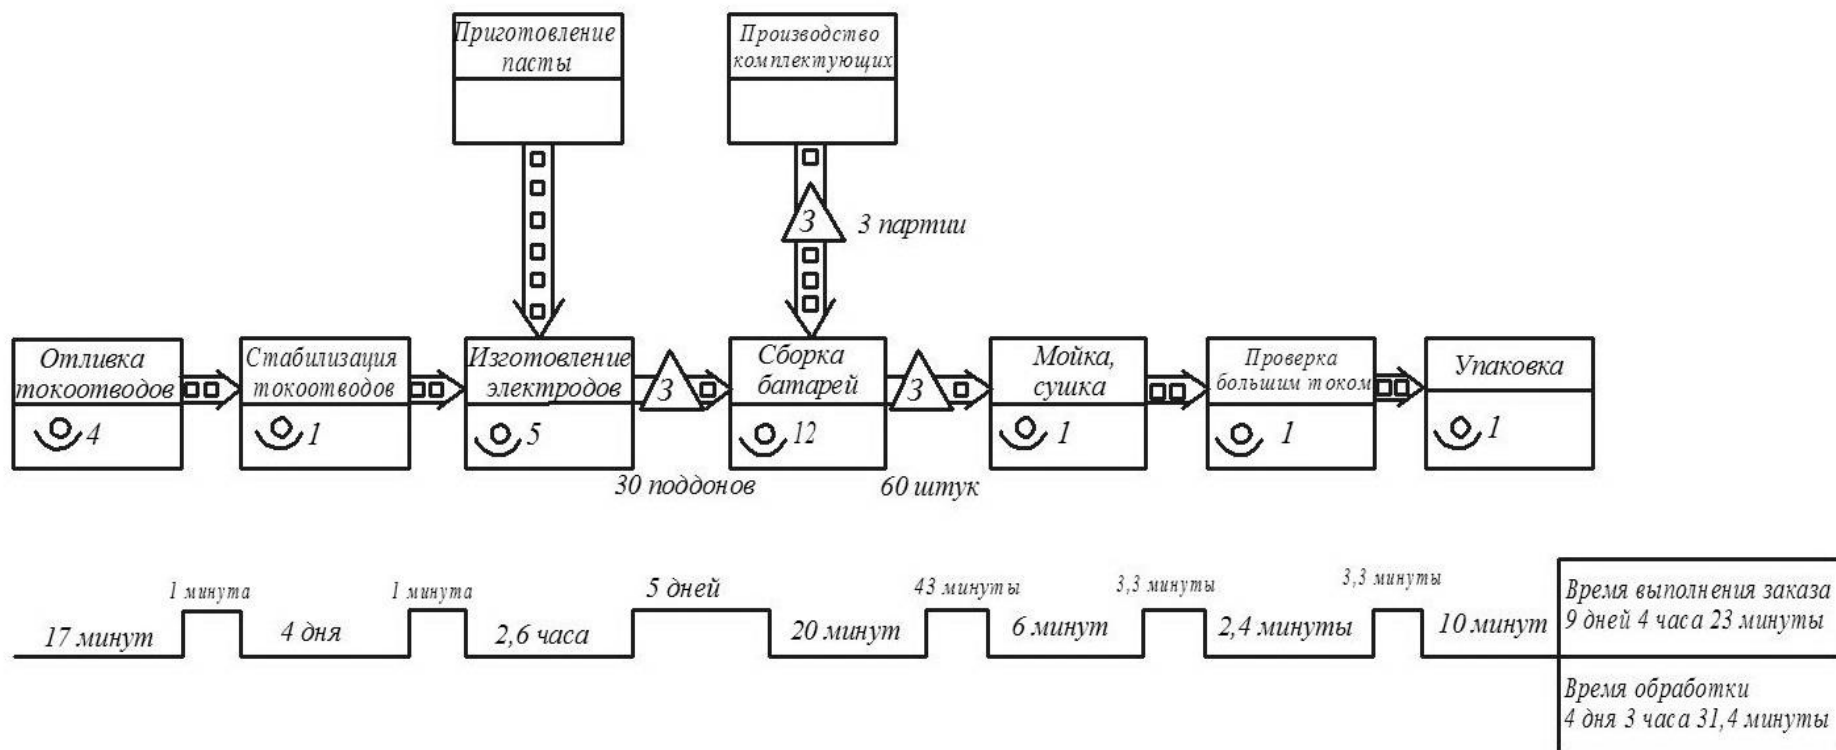 Приготовление
пасты
Производство
комплектующих
3
3 партии
Отливка
токоотводов
4
Стабилизация
токоотводов
1
Изготовление
электродов
5
3
30 поддонов
Сборка
батарей
12
3
60 штук
Мойка,
сушка
1
Проверка
большим током
1
Упаковка
1
17 минут
1 минута
4 дня
1 минута
2,6 часа
5 дней
20 минут
43 минуты
6 минут
3,3 минуты
2,4 минуты
3,3 минуты
10 минут
Время выполнения заказа
9 дней 4 часа 23 минуты
Время обработки
4 дня 3 часа 31,4 минуты